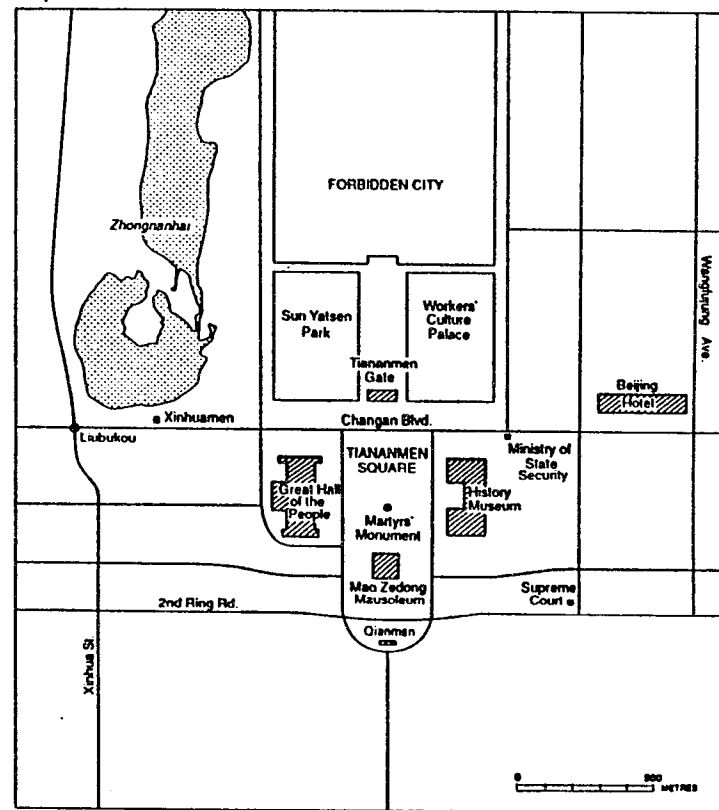 FORBIDDEN CITY
Zhongnanhai
Sun Yatsen
Park
Workers'
Culture
Palace
Wangfujung Ave.
Tiananmen
Gate
Beijing
Hotel
Xinhuamen
Changan Blvd.
Liubukou
TIANANMEN
SQUARE
Ministry of
State
Security
Great Hall
of the
People
History
Museum
Martyrs'
Monument
Mao Zedong
Mausoleum
Supreme
Court
2nd Ring Rd.
Qianmen
Xinhua St.
0 500
METRES